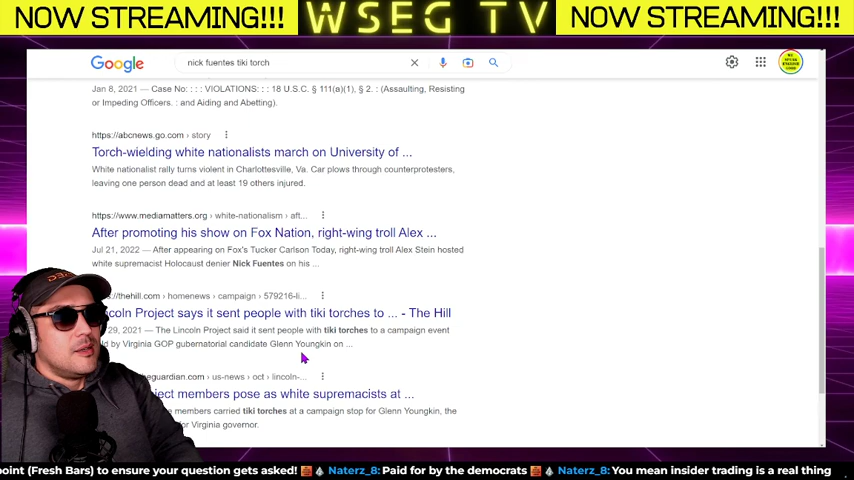 NOW STREAMING!!! WSEG TV NOW STREAMING!!!
Google nick fuentes tiki torch
WE SPEAK ENGLISH GOOD
Jan 8, 2021 — Case No: : : : VIOLATIONS: : : 18 U.S.C. § 111(a)(1), § 2. : (Assaulting, Resisting
or Impeding Officers. : and Aiding and Abetting).
https://abcnews.go.com › story
Torch-wielding white nationalists march on University of ...
White nationalist rally turns violent in Charlottesville, Va. Car plows through counterprotesters,
leaving one person dead and at least 19 others injured.
https://www.mediamatters.org › white-nationalism › aft...
After promoting his show on Fox Nation, right-wing troll Alex ...
Jul 21, 2022 — After appearing on Fox's Tucker Carlson Today, right-wing troll Alex Stein hosted
white supremacist Holocaust denier Nick Fuentes on his ...
://thehill.com › homenews › campaign › 579216-li...
ncoln Project says it sent people with tiki torches to ... - The Hill
29, 2021 — The Lincoln Project said it sent people with tiki torches to a campaign event
by Virginia GOP gubernatorial candidate Glenn Youngkin on ...
heguardian.com › us-news › oct › lincoln-...
ject members pose as white supremacists at ...
members carried tiki torches at a campaign stop for Glenn Youngkin, the
or Virginia governor.
point (Fresh Bars) to ensure your question gets asked! Naterz_8: Paid for by the democrats Naterz_8: You mean insider trading is a real thing